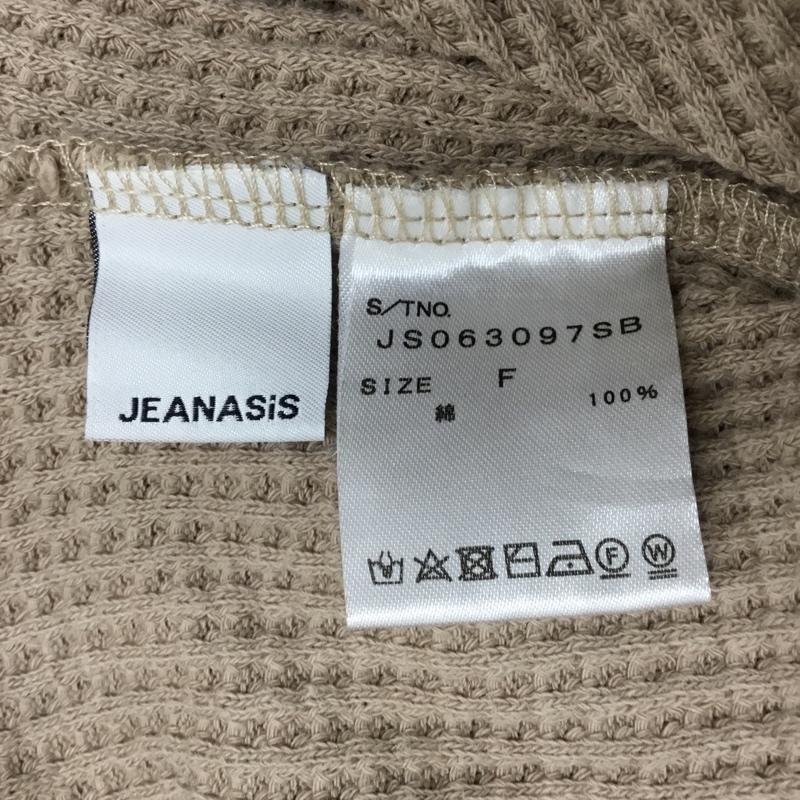 JEANASiS
S/TNO.
JS063097SB
SIZE F
綿 100%
F W